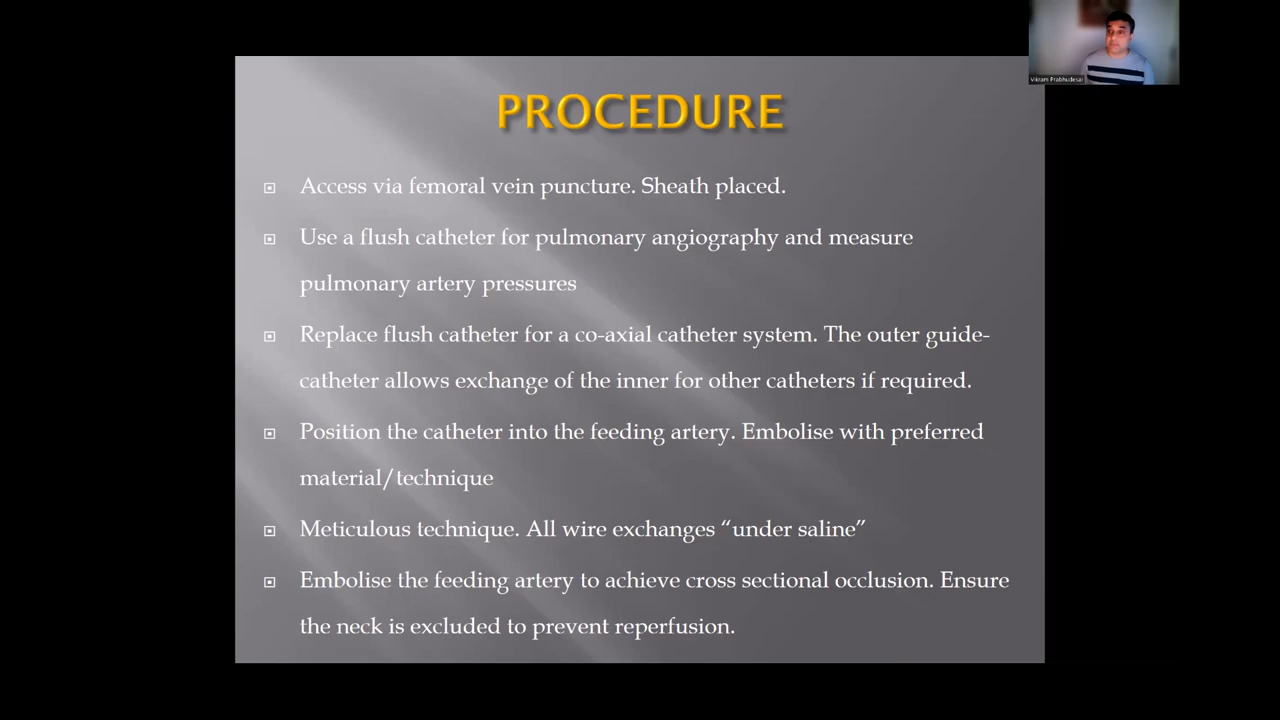 Vikram Prabhudesai
PROCEDURE
Access via femoral vein puncture. Sheath placed.
Use a flush catheter for pulmonary angiography and measure
pulmonary artery pressures
Replace flush catheter for a co-axial catheter system. The outer guide-
catheter allows exchange of the inner for other catheters if required.
Position the catheter into the feeding artery. Embolise with preferred
material/technique
Meticulous technique. All wire exchanges “under saline”
Embolise the feeding artery to achieve cross sectional occlusion. Ensure
the neck is excluded to prevent reperfusion.